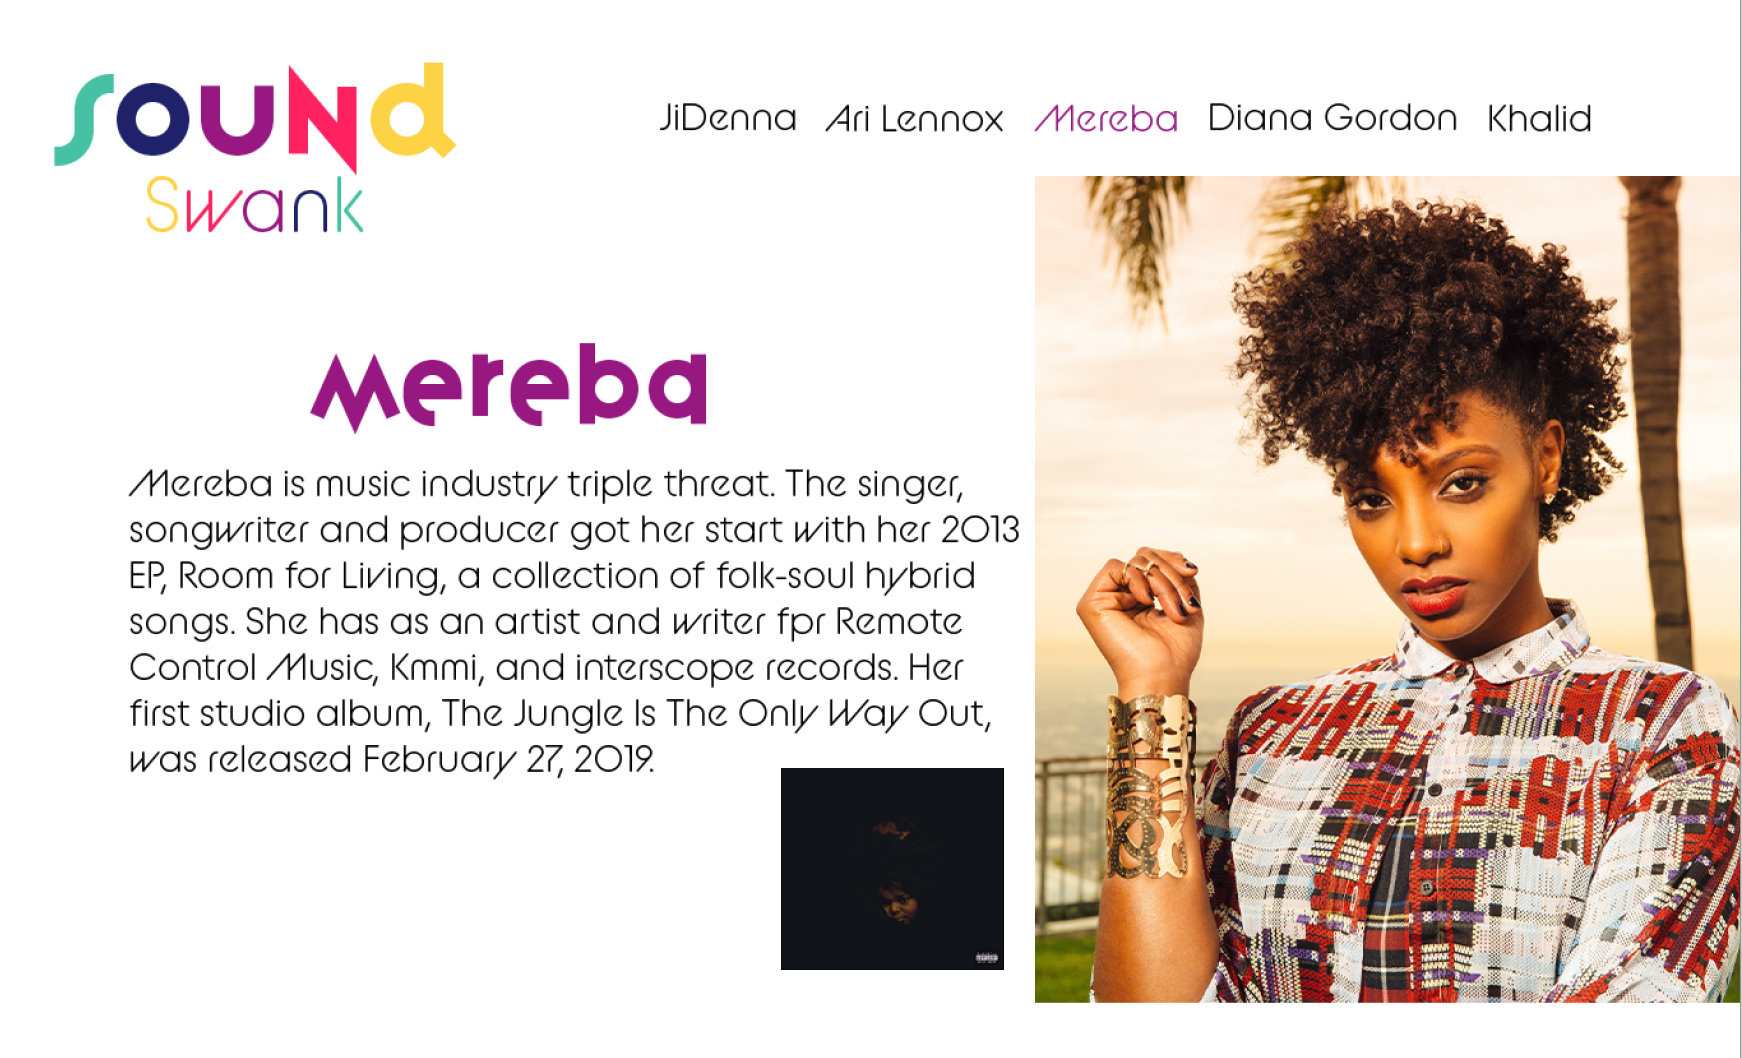 Sound
Swank
JiDenna Ari Lennox Mereba Diana Gordon Khalid
Mereba
Mereba is music industry triple threat. The singer,
songwriter and producer got her start with her 2013
EP, Room for Living, a collection of folk-soul hybrid
songs. She has as an artist and writer fpr Remote
Control Music, Kmmi, and interscope records. Her
first studio album, The Jungle Is The Only Way Out,
was released February 27, 2019.